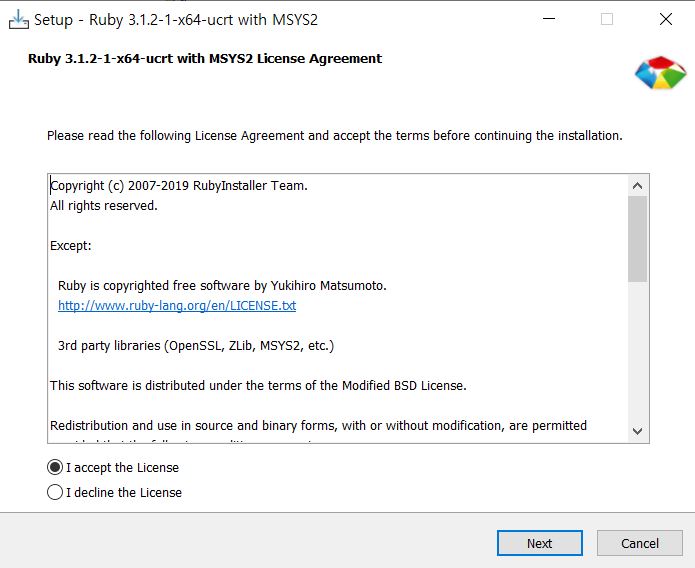 Setup - Ruby 3.1.2-1-x64-ucrt with MSYS2
Ruby 3.1.2-1-x64-ucrt with MSYS2 License Agreement
Please read the following License Agreement and accept the terms before continuing the installation.
Copyright (c) 2007-2019 RubyInstaller Team.
All rights reserved.
Except:
Ruby is copyrighted free software by Yukihiro Matsumoto.
http://www.ruby-lang.org/en/LICENSE.txt
3rd party libraries (OpenSSL, ZLib, MSYS2, etc.)
This software is distributed under the terms of the Modified BSD License.
Redistribution and use in source and binary forms, with or without modification, are permitted
I accept the License
I decline the License
Next
Cancel